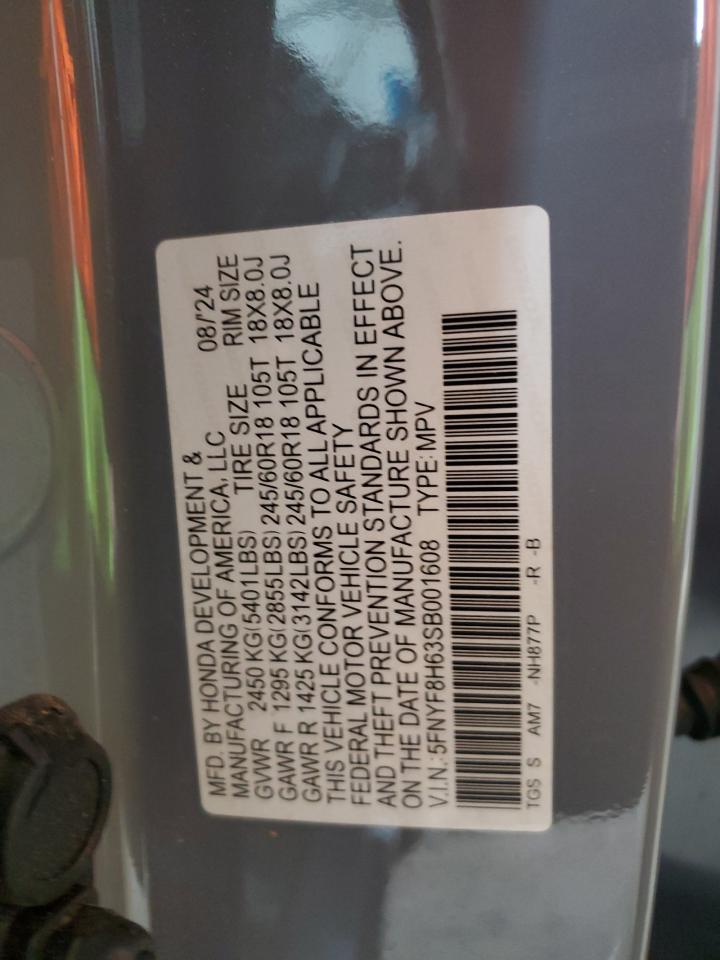 MFD. BY HONDA DEVELOPMENT & 08/'24
MANUFACTURING OF AMERICA, LLC
TIRE SIZE RIM SIZE
GVWR 2450 KG(5401LBS)
GAWR F 1295 KG(2855LBS) 245/60R18 105T 18X8.0J
GAWR R 1425 KG(3142LBS) 245/60R18 105T 18X8.0J
THIS VEHICLE CONFORMS TO ALL APPLICABLE
FEDERAL MOTOR VEHICLE SAFETY
AND THEFT PREVENTION STANDARDS IN EFFECT
ON THE DATE OF MANUFACTURE SHOWN ABOVE.
V.I.N.:5FNYF8H63SB001608 TYPE:MPV
TGS S AM7 -NH877P -R -B